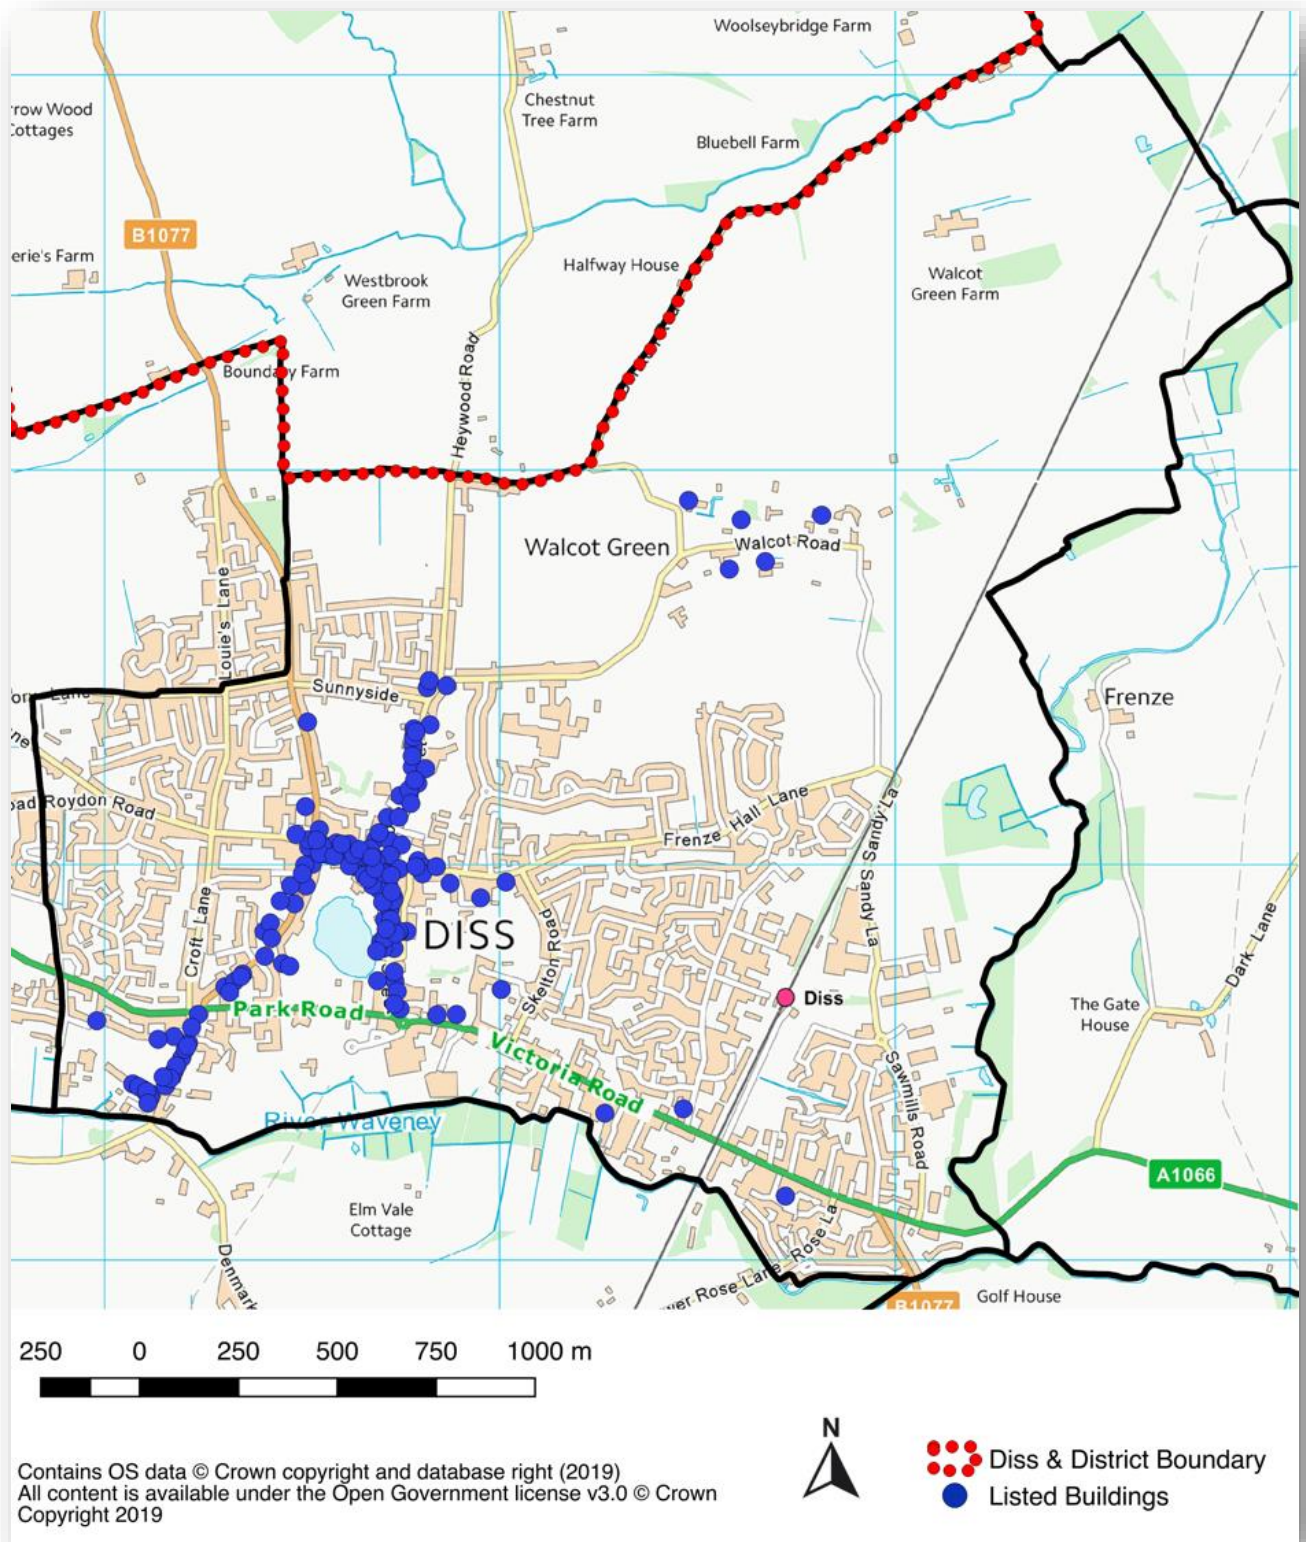 Woolseybridge Farm
Chestnut
Tree Farm
rrow Wood
Cottages
Bluebell Farm
B1077
erie's Farm
Westbrook
Green Farm
Halfway House
Walcot
Green Farm
Boundary Farm
Heywood Road
Walcot Green
Walcot Road
Louie's Lane
Sunnyside
Lane
Frenze
Roydon Road
Frenze Hall Lane
Sandy La
Sandy La
Croft Lane
DISS
Skelton Road
Dark Lane
Diss
The Gate
House
Park Road
Victoria Road
Sawmills Road
River Waveney
A1066
Elm Vale
Cottage
Rose La
wer Rose Lane
Denmark
B1077
Golf House
250 0 250 500 750 1000 m
N
Diss & District Boundary
Listed Buildings
Contains OS data © Crown copyright and database right (2019)
All content is available under the Open Government license v3.0 © Crown
Copyright 2019